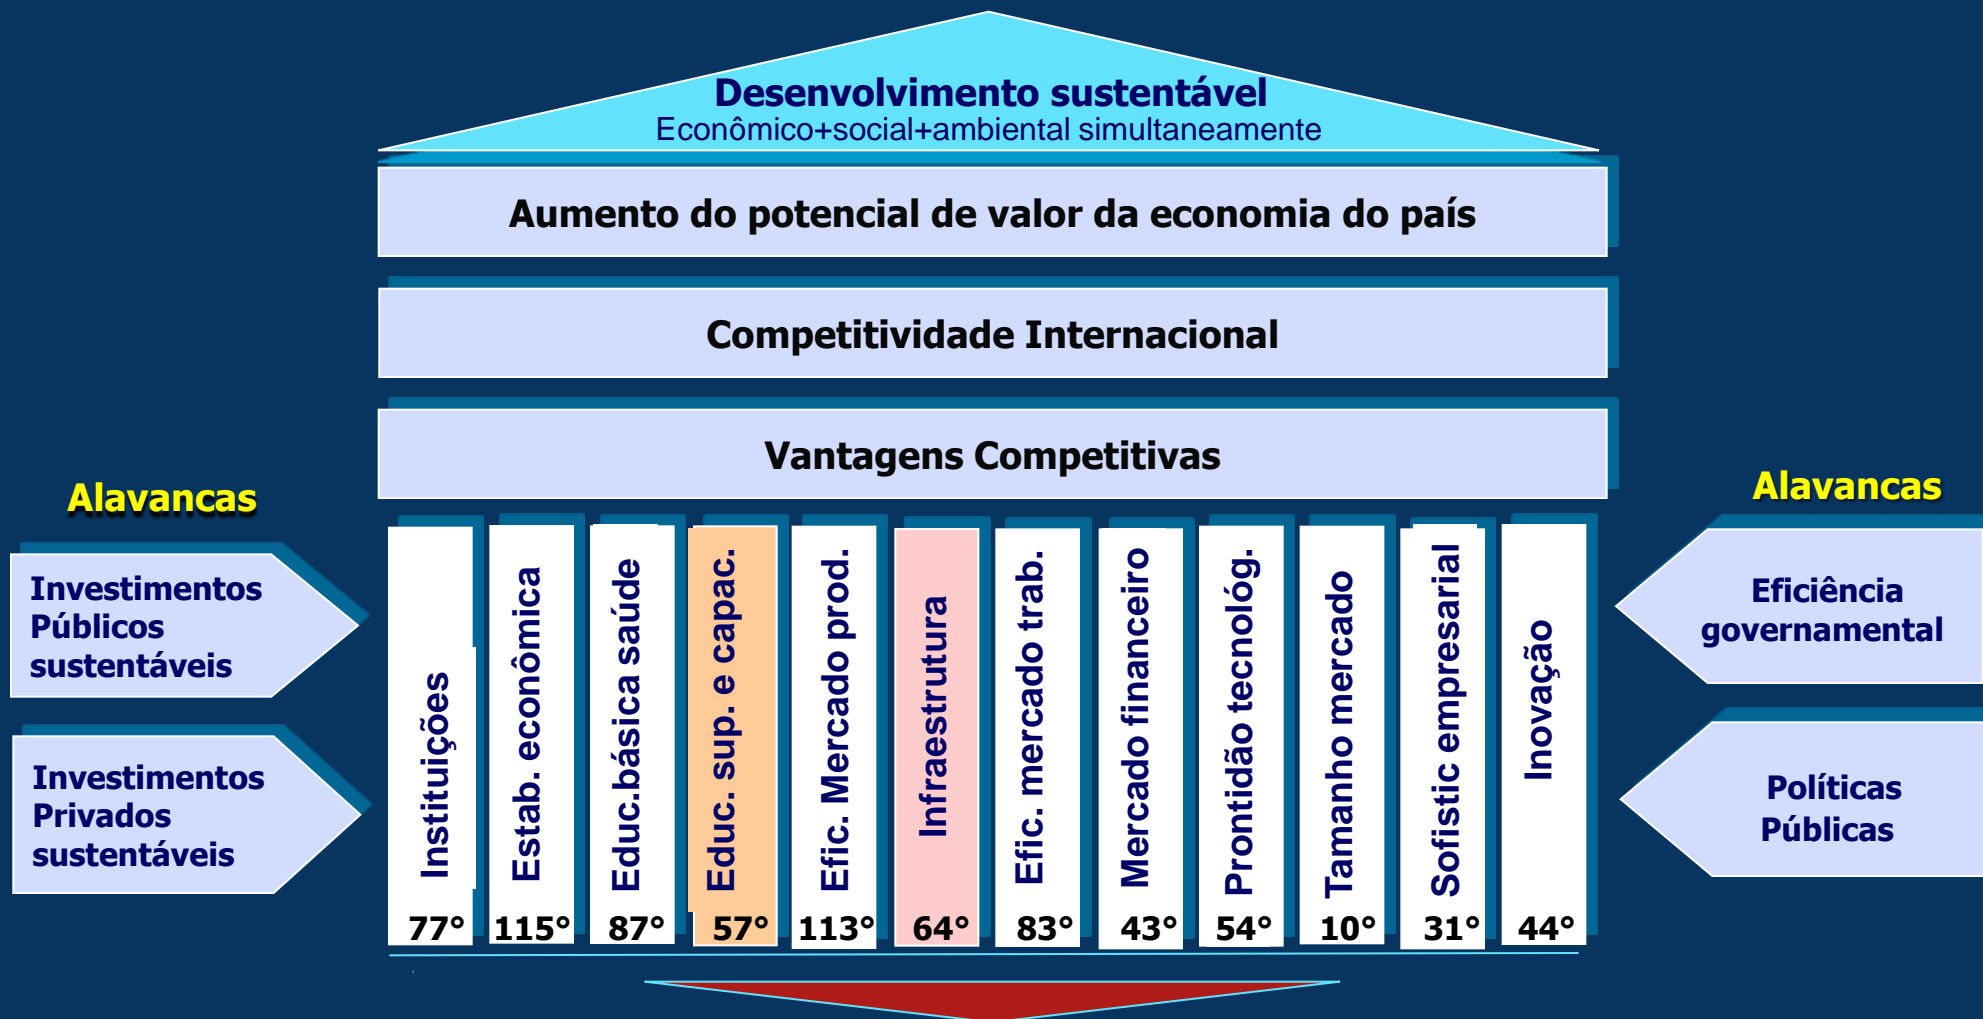 Desenvolvimento sustentável
Econômico+social+ambiental simultaneamente
Aumento do potencial de valor da economia do país
Competitividade Internacional
Vantagens Competitivas
Alavancas
Investimentos
Públicos
sustentáveis
Investimentos
Privados
sustentáveis
Instituições
77°
Estab. econômica
115°
Educ.básica saúde
87°
Educ. sup. e capac.
57°
Efic. Mercado prod.
113°
Infraestrutura
64°
Efic. mercado trab.
83°
Mercado financeiro
43°
Prontidão tecnológ.
54°
Tamanho mercado
10°
Sofistic empresarial
31°
Inovação
44°
Alavancas
Eficiência
governamental
Políticas
Públicas